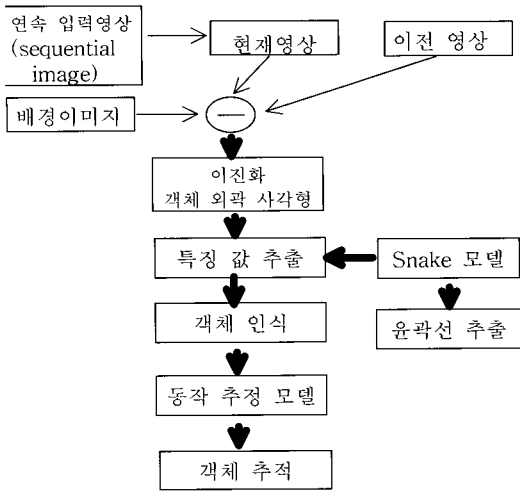 연속 입력영상
(sequential
image)
현재영상
이전 영상
배경이미지
이진화
객체 외곽 사각형
특징 값 추출
Snake 모델
객체 인식
윤곽선 추출
동작 추정 모델
객체 추적